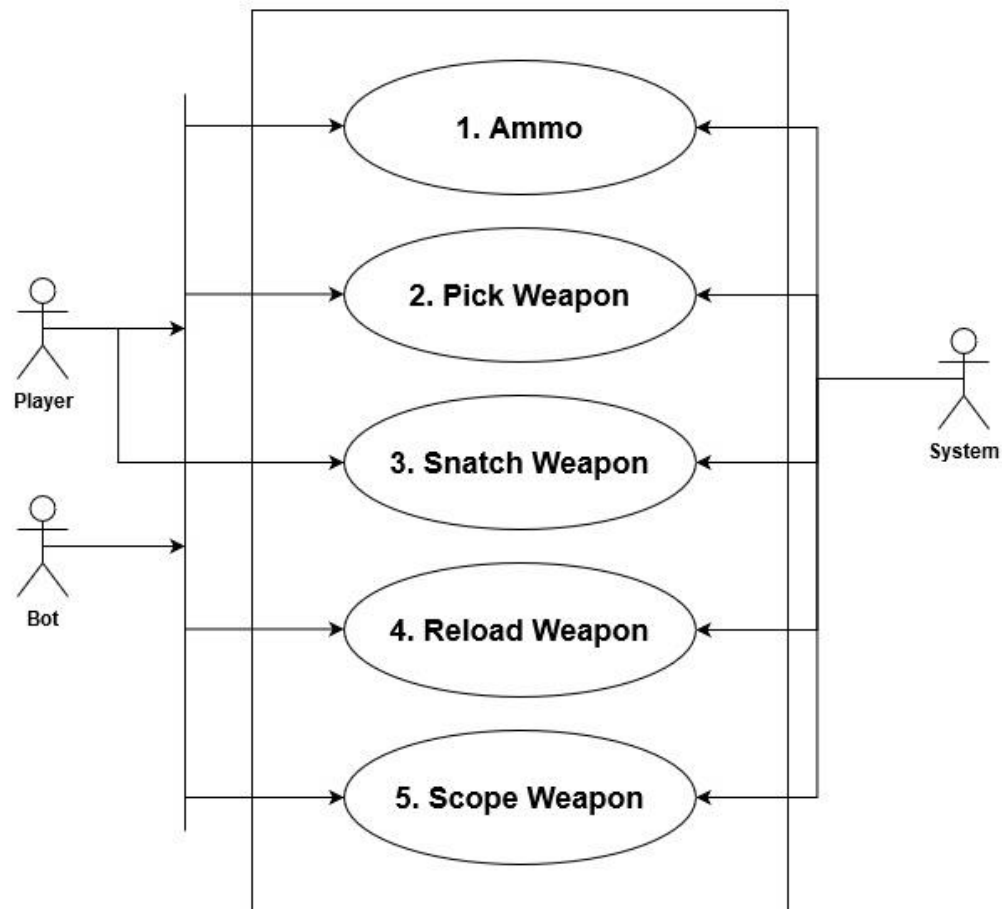 1. Ammo
2. Pick Weapon
Player
3. Snatch Weapon
System
Bot
4. Reload Weapon
5. Scope Weapon